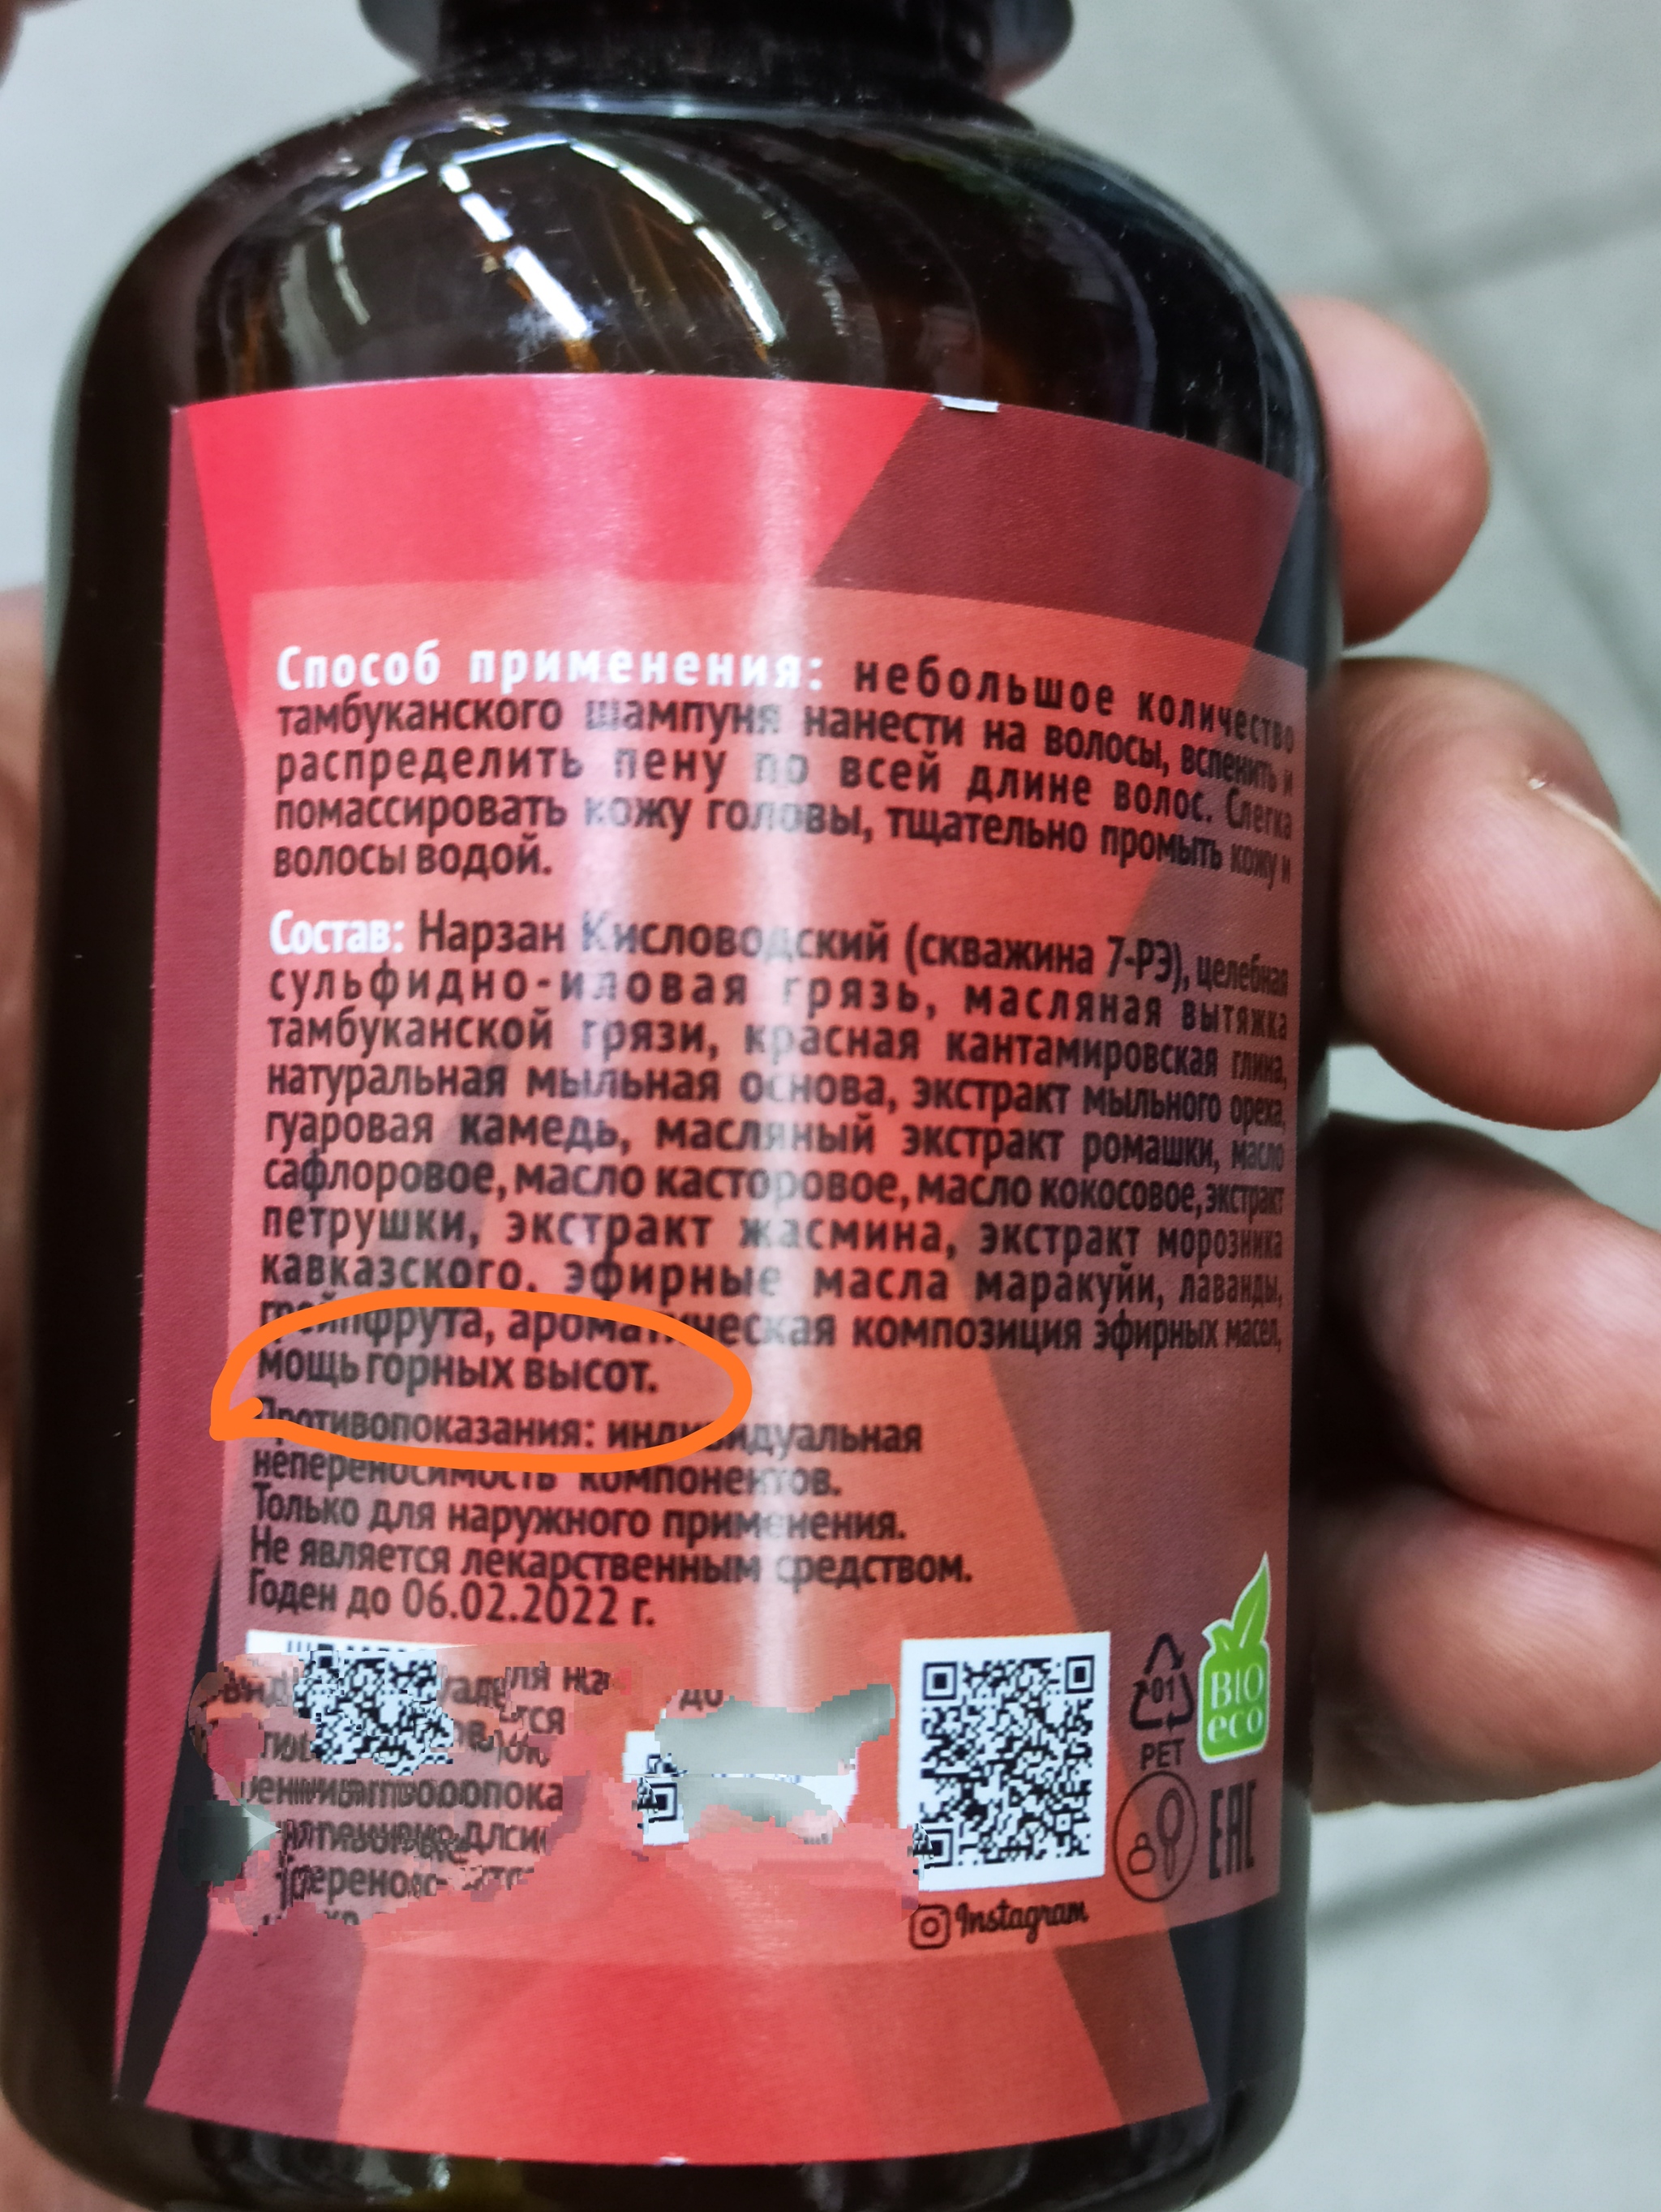 Способ применения: небольшое количество
тамбуканского шампуня нанести на волосы, вспенить и
распределить пену по всей длине волос. Слегка
помассировать кожу головы, тщательно промыть кожу и
волосы водой.
Состав: Нарзан Кисловодский (скважина 7-РЭ), целебная
сульфидно-иловая грязь, масляная вытяжка
тамбуканской грязи, красная кантамировская глина,
натуральная мыльная основа, экстракт мыльного ореха,
гуаровая камедь, масляный экстракт ромашки, масло
сафлоровое, масло касторовое, масло кокосовое, экстракт
петрушки, экстракт жасмина, экстракт морозника
кавказского. эфирные масла маракуйи, лаванды,
грейпфрута, ароматическая композиция эфирных масел,
мощь горных высот.
Противопоказания: индивидуальная
непереносимость компонентов.
Только для наружного применения.
Не является лекарственным средством.
Годен до 06.02.2022 г.
01
PET
BIO
eco
EAC
Instagram